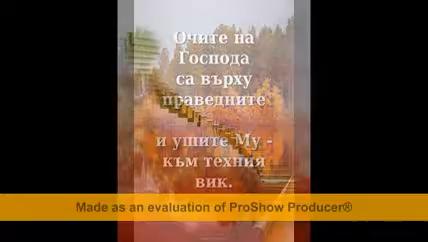 Очите на
Господа
са върху
праведните
и ушите Му -
към техния
вик.
Made as an evaluation of ProShow Producer®